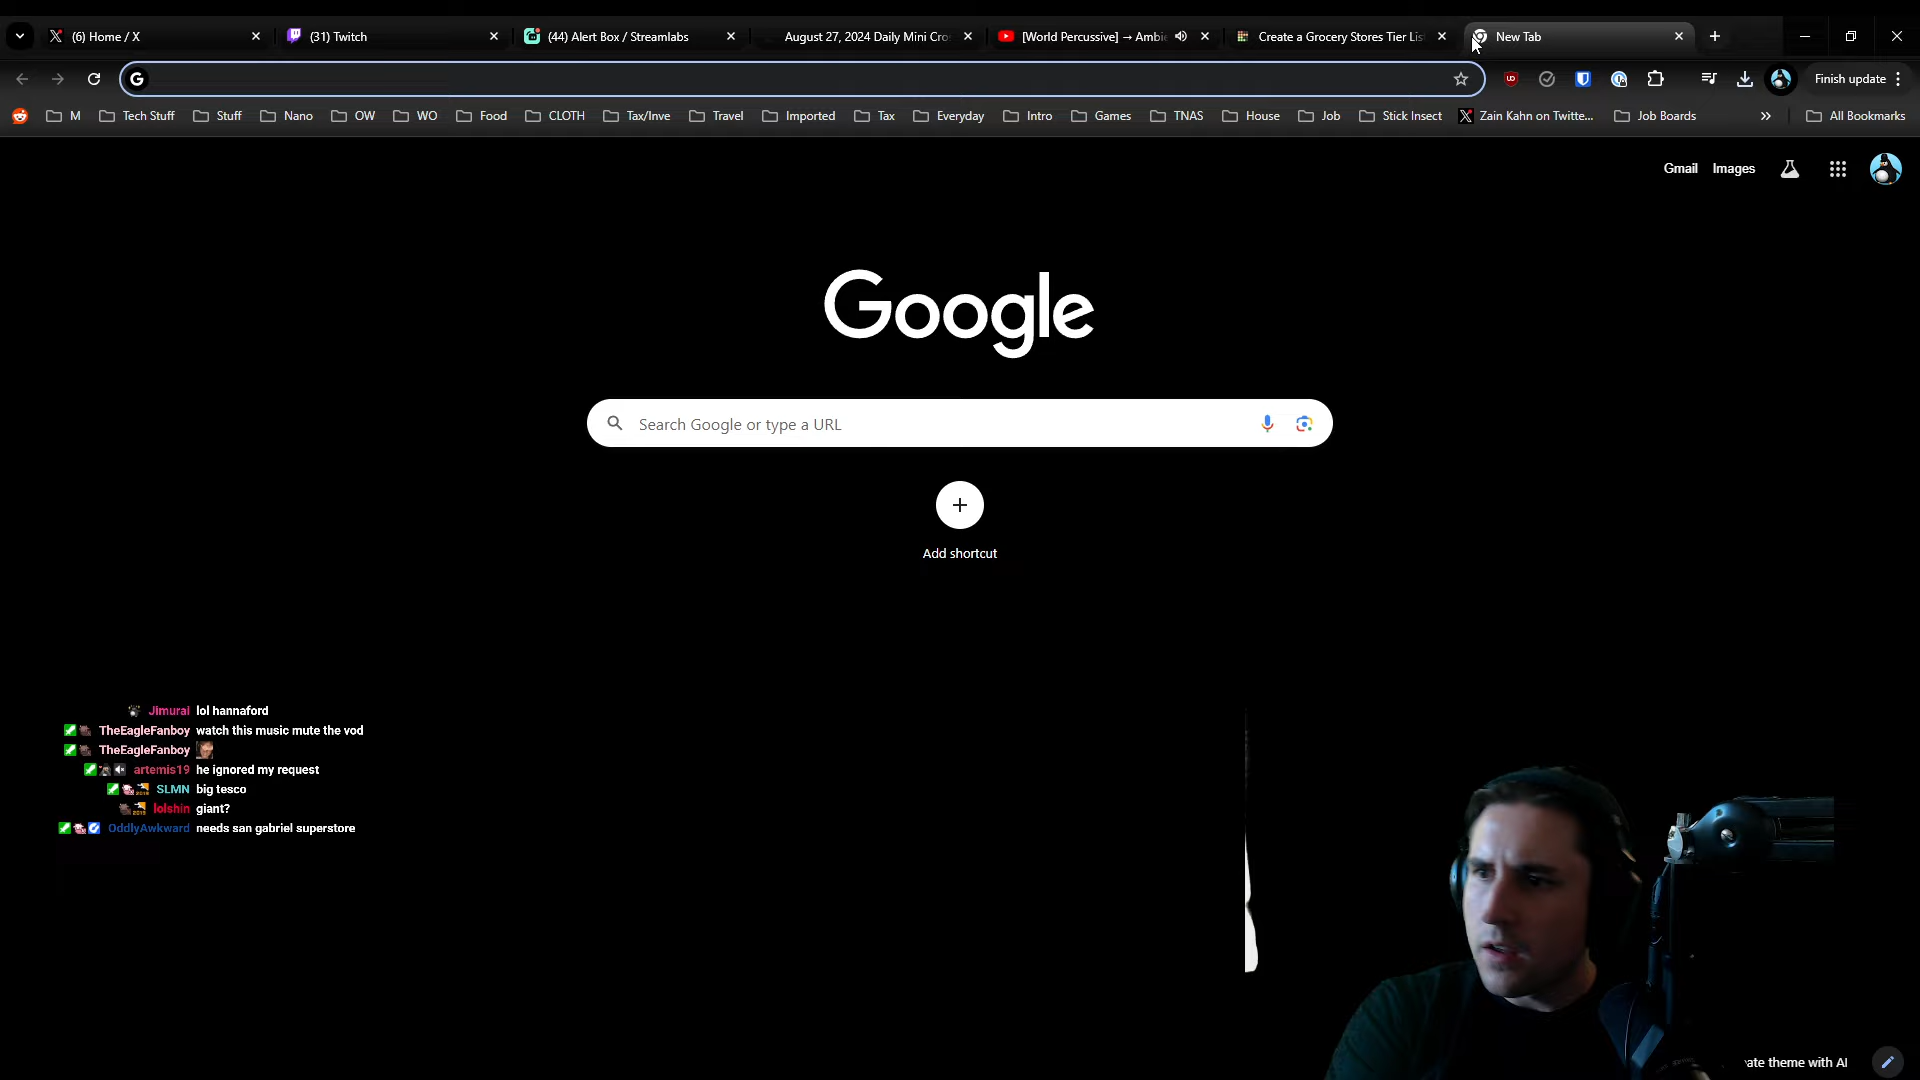 (6) Home / X
(31) Twitch
(44) Alert Box / Streamlabs
August 27, 2024 Daily Mini Cro
[World Percussive] → Ambie
Create a Grocery Stores Tier Lis
New Tab
Finish update
M
Tech Stuff
Stuff
Nano
OW
WO
Food
CLOTH
Tax/Inve
Travel
Imported
Tax
Everyday
Intro
Games
TNAS
House
Job
Stick Insect
Zain Kahn on Twitte...
Job Boards
All Bookmarks
Gmail
Images
Google
Search Google or type a URL
Add shortcut
Jimural lol hannaford
TheEagleFanboy watch this music mute the vod
TheEagleFanboy
artemis19 he ignored my request
SLMN big tesco
lolshin giant?
OddlyAwkward needs san gabriel superstore
ate theme with AI